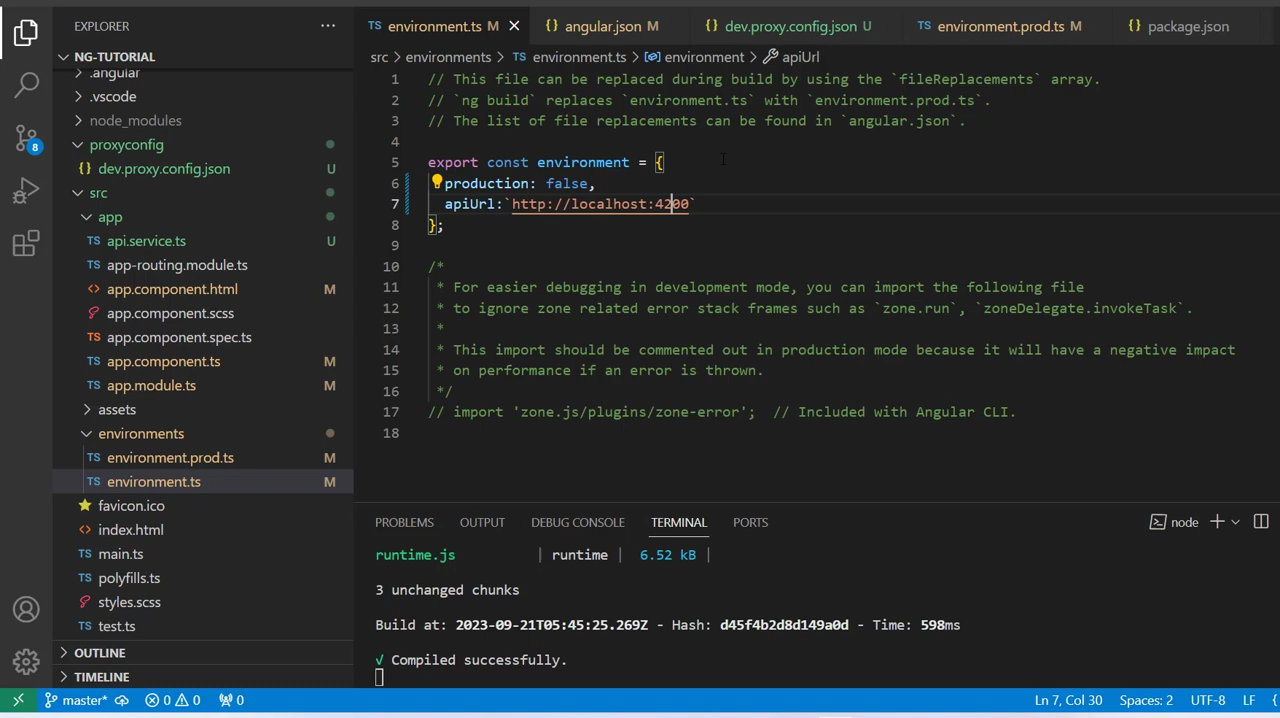 EXPLORER
NG-TUTORIAL
.angular
.vscode
node_modules
proxyconfig
dev.proxy.config.json U
src
app
TS api.service.ts U
TS app-routing.module.ts
<> app.component.html M
app.component.scss
TS app.component.spec.ts
TS app.component.ts M
TS app.module.ts M
assets
environments
TS environment.prod.ts M
TS environment.ts M
favicon.ico
<> index.html
TS main.ts
TS polyfills.ts
styles.scss
TS test.ts
OUTLINE
TIMELINE
8
TS environment.ts M
{} angular.json M
{} dev.proxy.config.json U
TS environment.prod.ts M
{} package.json
src > environments > TS environment.ts > environment > apiUrl
1 // This file can be replaced during build by using the `fileReplacements` array.
2 // `ng build` replaces `environment.ts` with `environment.prod.ts`.
3 // The list of file replacements can be found in `angular.json`.
4
5 export const environment = {
6 production: false,
7 apiUrl:`http://localhost:4200`
8 };
9
10 /*
11 * For easier debugging in development mode, you can import the following file
12 * to ignore zone related error stack frames such as `zone.run`, `zoneDelegate.invokeTask`.
13 *
14 * This import should be commented out in production mode because it will have a negative impact
15 * on performance if an error is thrown.
16 */
17 // import 'zone.js/plugins/zone-error';  // Included with Angular CLI.
18
PROBLEMS OUTPUT DEBUG CONSOLE TERMINAL PORTS
node
runtime.js | runtime | 6.52 kB |
3 unchanged chunks
Build at: 2023-09-21T05:45:25.269Z - Hash: d45f4b2d8d149a0d - Time: 598ms
√ Compiled successfully.
master* 0 0 0 Ln 7, Col 30 Spaces: 2 UTF-8 LF {